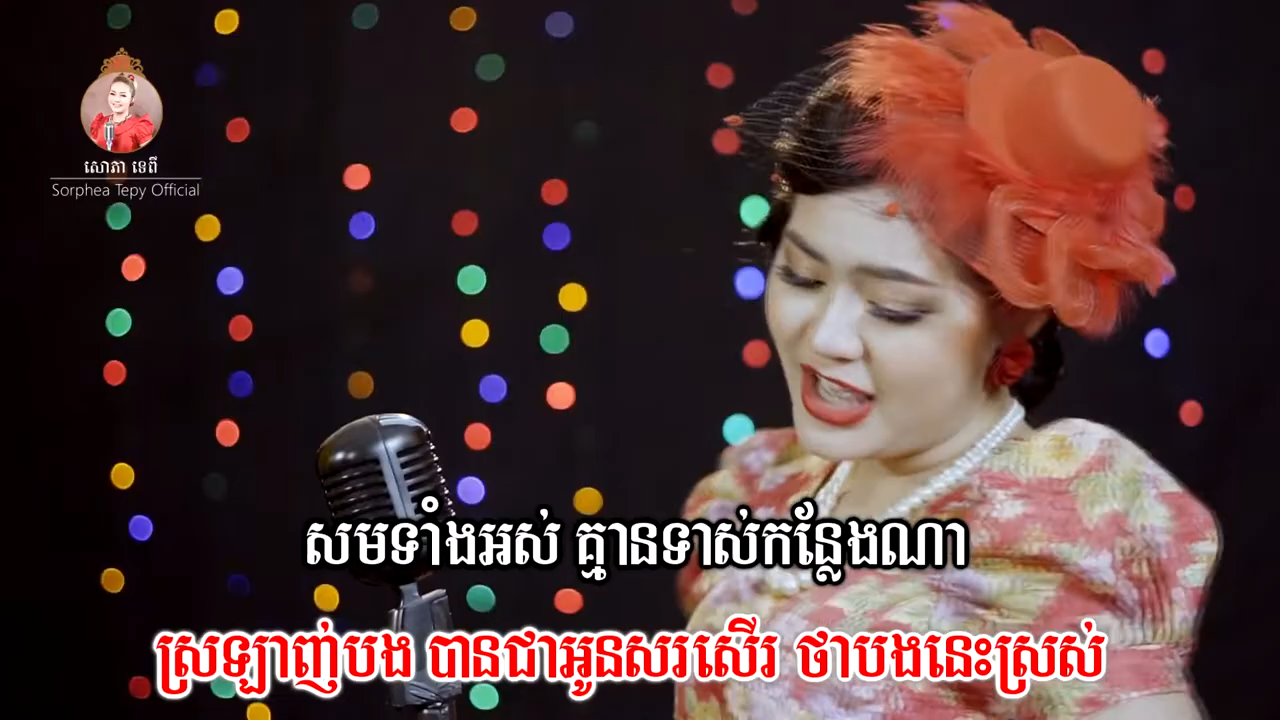 សោភា ទេពី
Sorphea Tepy Official
សមទាំងអស់ គ្មានទាស់កន្លែងណា
ស្រឡាញ់បង បានជាអូនសរសើរ ថាបងនេះស្រស់